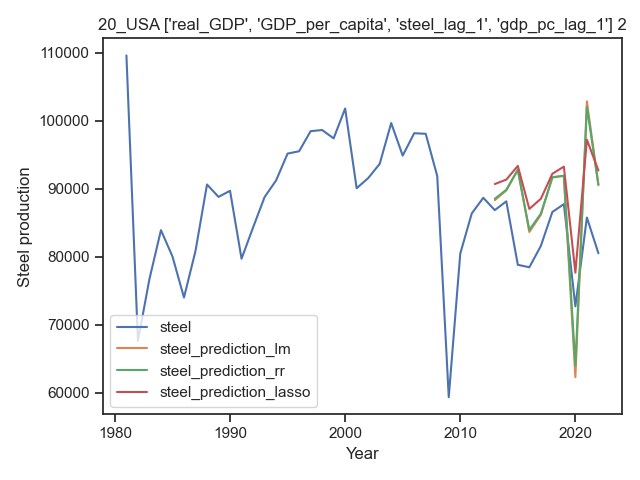 20_USA ['real_GDP', 'GDP_per_capita', 'steel_lag_1', 'gdp_pc_lag_1'] 2
110000
100000
90000
80000
70000
60000
Steel production
steel
steel_prediction_lm
steel_prediction_rr
steel_prediction_lasso
1980
1990
2000
2010
2020
Year